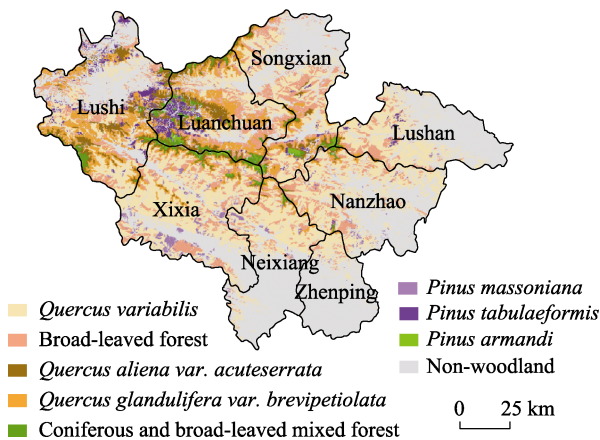 Songxian
Lushi
Luanchuan
Lushan
Xixia
Nanzhao
Neixiang
Zhenping
Quercus variabilis
Broad-leaved forest
Quercus aliena var. acuteserrata
Quercus glandulifera var. brevipetiolata
Coniferous and broad-leaved mixed forest
Pinus massoniana
Pinus tabulaeformis
Pinus armandi
Non-woodland
0 25 km